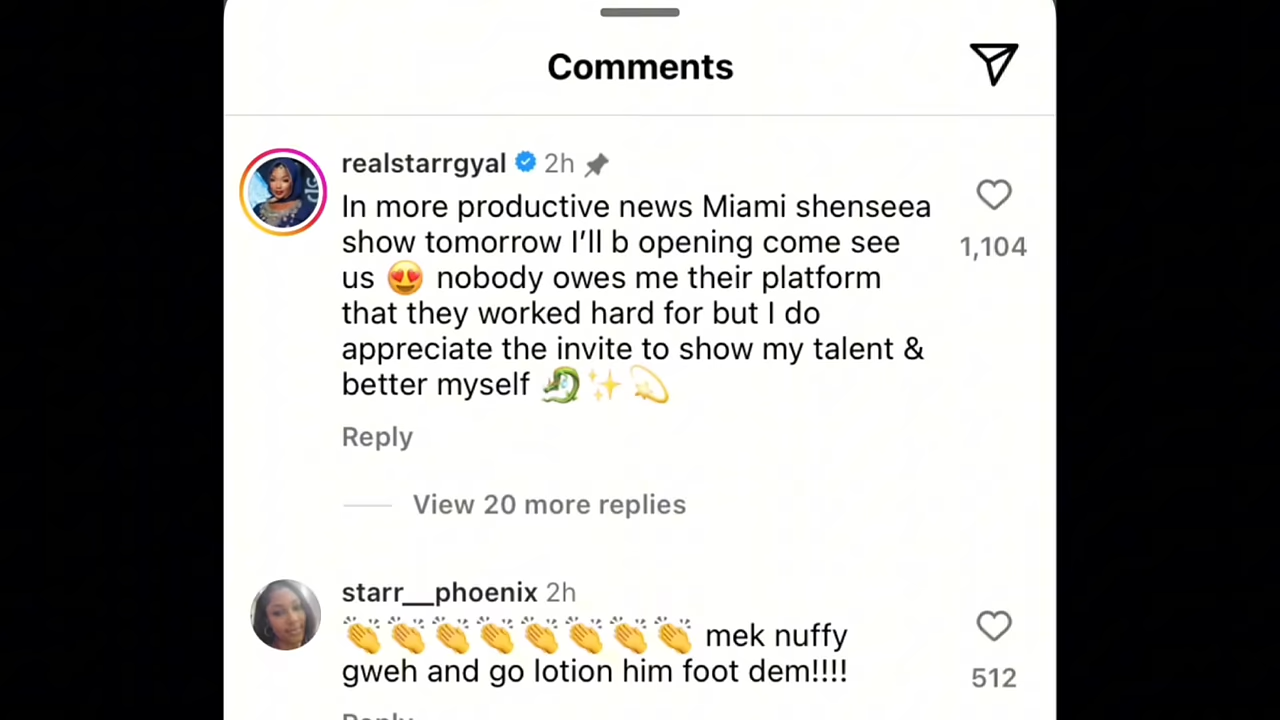 Comments
realstarrgyal 2h
In more productive news Miami shenseea
show tomorrow I’ll b opening come see
us 😍 nobody owes me their platform
that they worked hard for but I do
appreciate the invite to show my talent &
better myself 🐉✨💫
1,104
Reply
View 20 more replies
starr__phoenix 2h
👏👏👏👏👏👏👏👏 mek nuffy
gweh and go lotion him foot dem!!!!
512
Reply